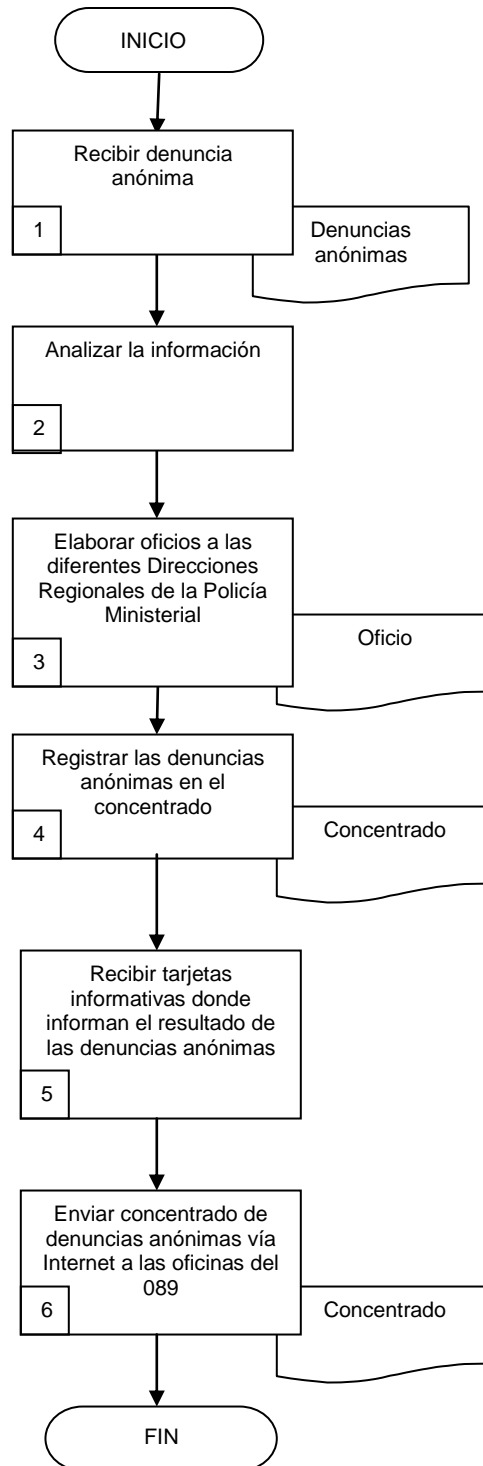 INICIO
Recibir denuncia
anónima
1
Denuncias
anónimas
Analizar la información
2
Elaborar oficios a las
diferentes Direcciones
Regionales de la Policía
Ministerial
3
Oficio
Registrar las denuncias
anónimas en el
concentrado
4
Concentrado
Recibir tarjetas
informativas donde
informan el resultado de
las denuncias anónimas
5
Enviar concentrado de
denuncias anónimas vía
Internet a las oficinas del
089
6
Concentrado
FIN